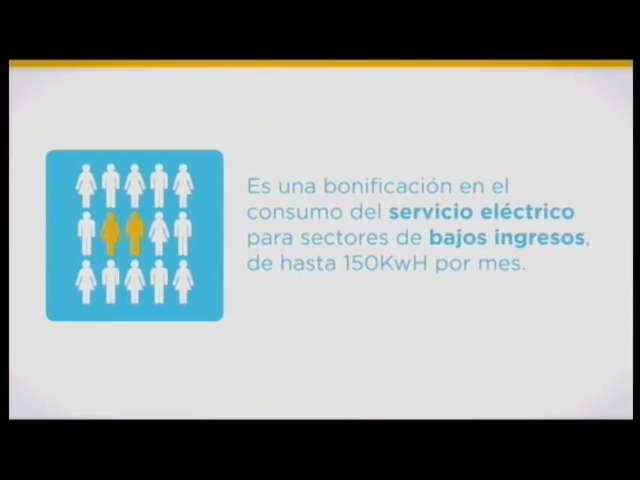 Es una bonificación en el
consumo del servicio eléctrico
para sectores de bajos ingresos,
de hasta 150KwH por mes.